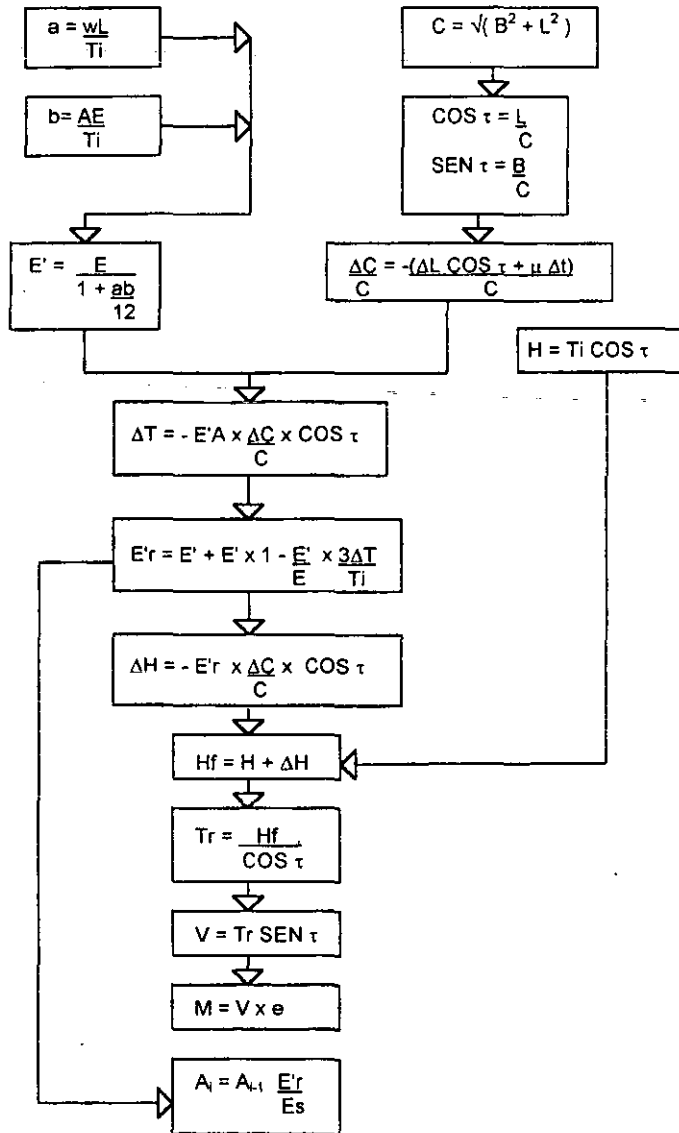 a = wL
Ti
b= AE
Ti
E' = E
1 + ab
12
C = √( B² + L² )
COS τ = L
C
SEN τ = B
C
ΔC = -(ΔL COS τ + μ Δt)
C C
H = Ti COS τ
ΔT = - E'A x ΔC x COS τ
C
E'r = E' + E' x 1 - E' x 3ΔT
E Ti
ΔH = - E'r x ΔC x COS τ
C
Hf = H + ΔH
Tr = Hf
COS τ
V = Tr SEN τ
M = V x e
Aᵢ = Aᵢ₋₁ E'r
Es